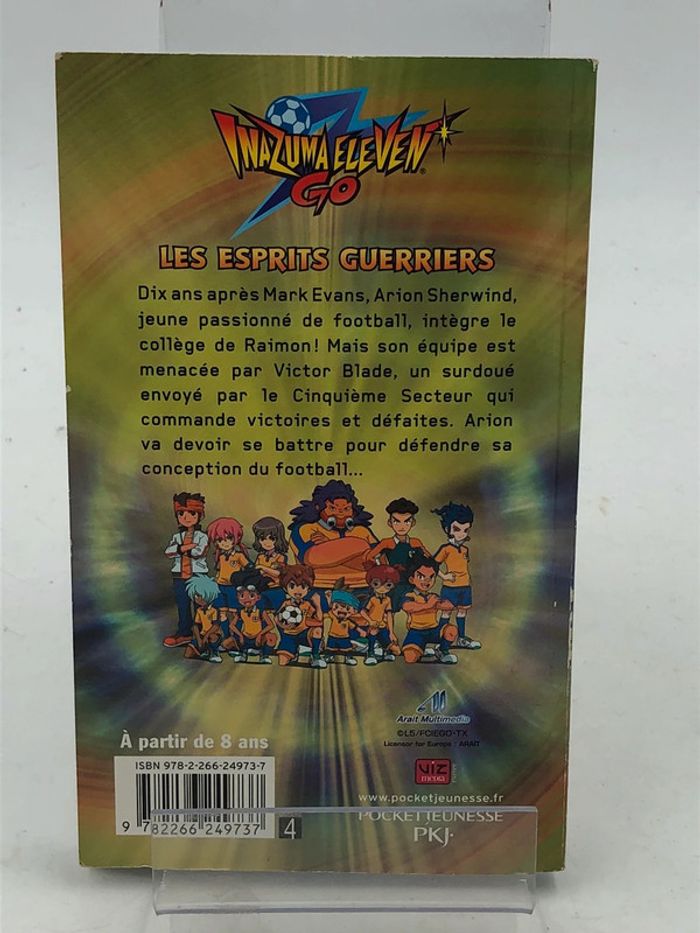 INAZUMA ELEVEN
GO
LES ESPRITS GUERRIERS
Dix ans après Mark Evans, Arion Sherwind,
jeune passionné de football, intègre le
collège de Raimon! Mais son équipe est
menacée par Victor Blade, un surdoué
envoyé par le Cinquième Secteur qui
commande victoires et défaites. Arion
va devoir se battre pour défendre sa
conception du football...
Arait Multimedia
©L5/FCIEGO·TX
Licensor for Europe : ARAIT
À partir de 8 ans
ISBN 978-2-266-24973-7
9 782266 249737
4
VIZ
media
www.pocketjeunesse.fr
POCKET JEUNESSE
PKJ·